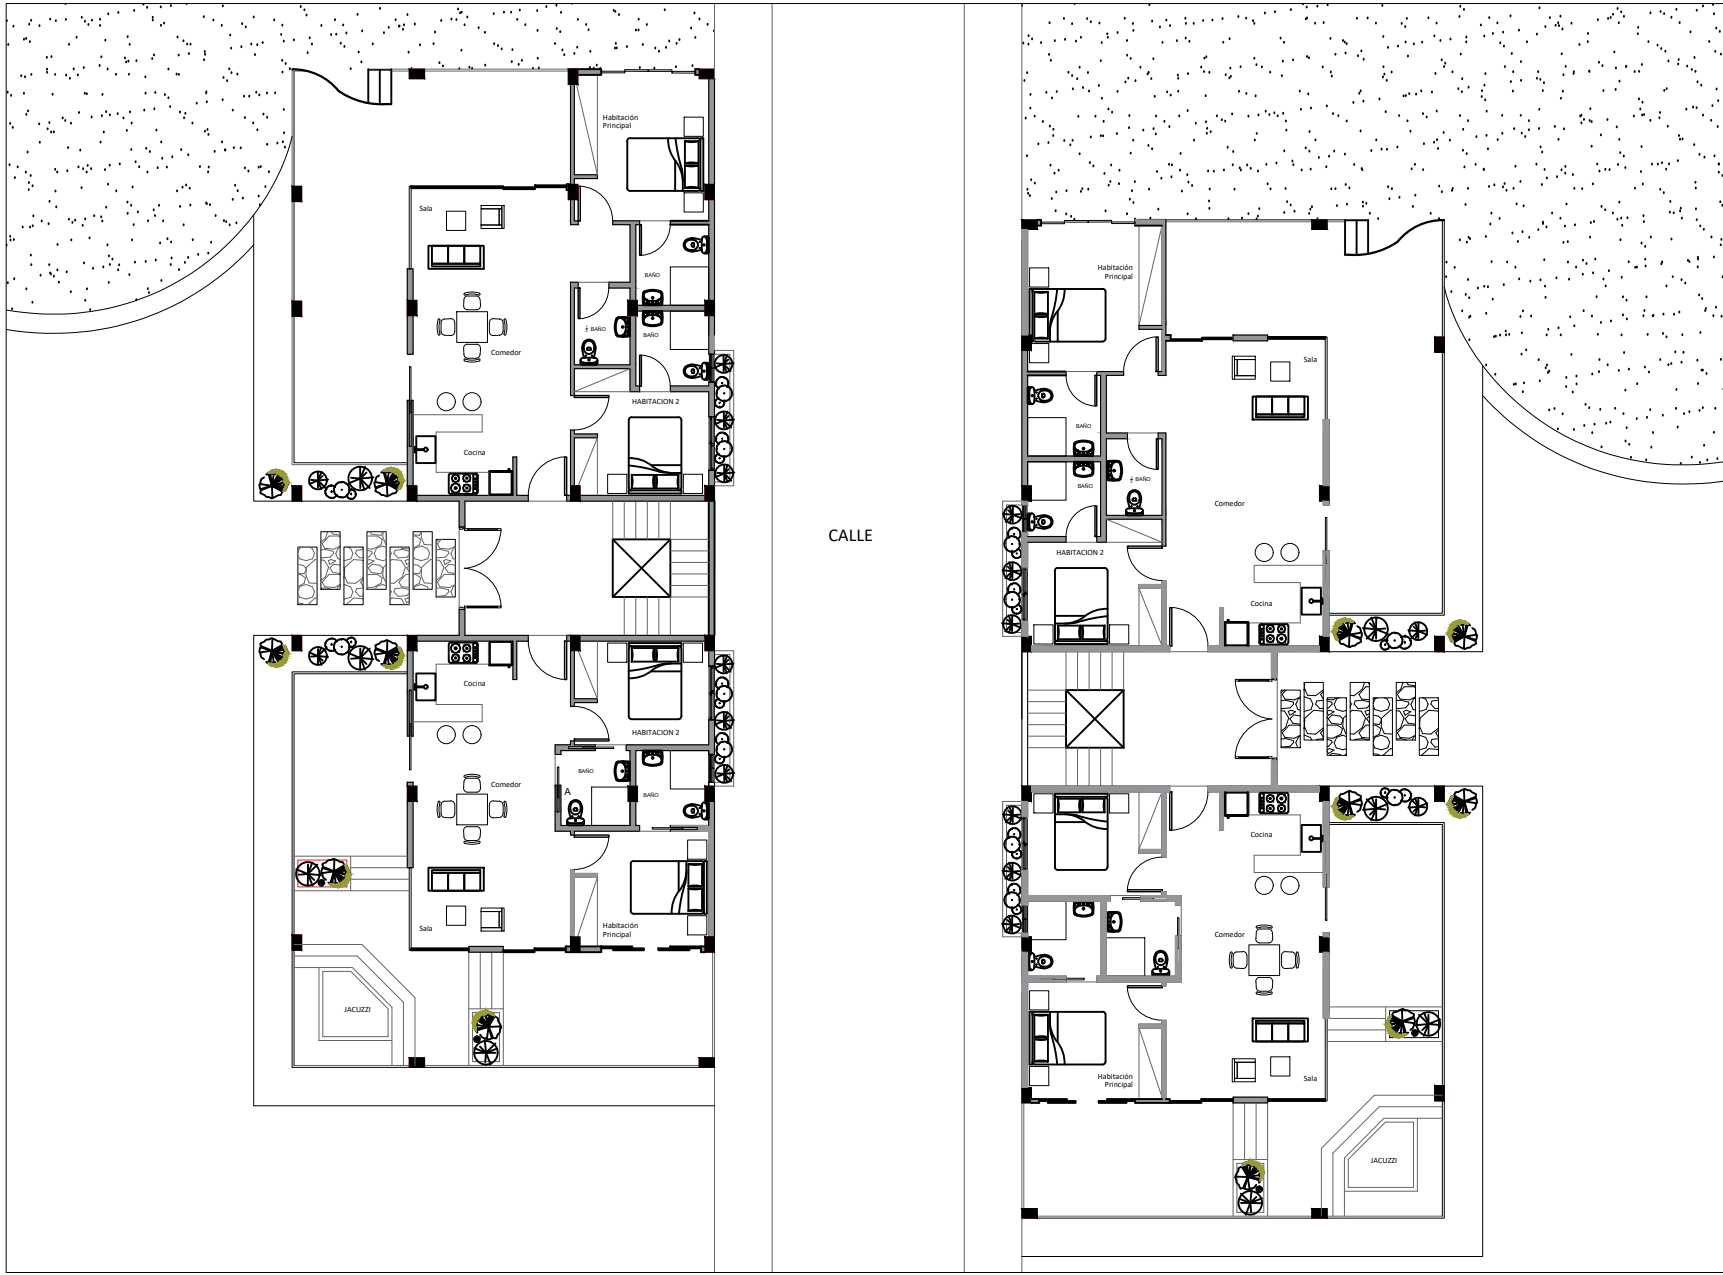 Habitación
Principal
Sala
BAÑO
½ BAÑO
BAÑO
Comedor
HABITACION 2
Cocina
Cocina
HABITACION 2
BAÑO
A
BAÑO
Comedor
Sala
Habitación
Principal
JACUZZI
CALLE
Habitación
Principal
Sala
BAÑO
BAÑO
½ BAÑO
Comedor
HABITACION 2
Cocina
Cocina
Comedor
Habitación
Principal
Sala
JACUZZI